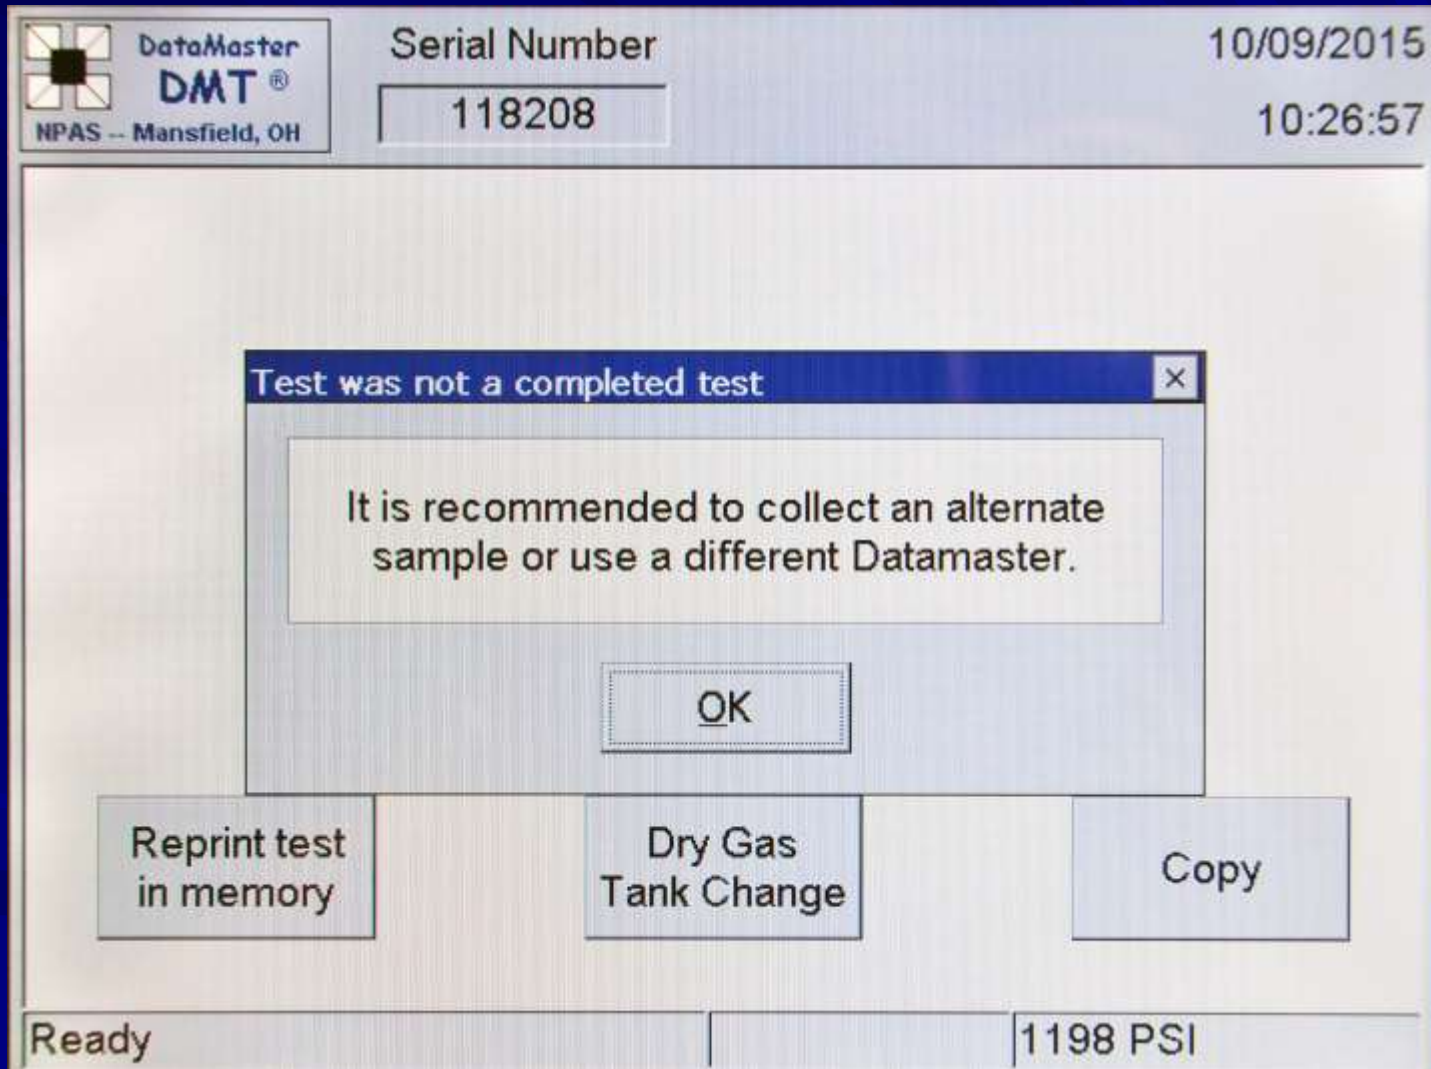 DataMaster
DMT ®
NPAS -- Mansfield, OH
Serial Number
118208
10/09/2015
10:26:57
Test was not a completed test
It is recommended to collect an alternate
sample or use a different Datamaster.
OK
Reprint test
in memory
Dry Gas
Tank Change
Copy
Ready
1198 PSI